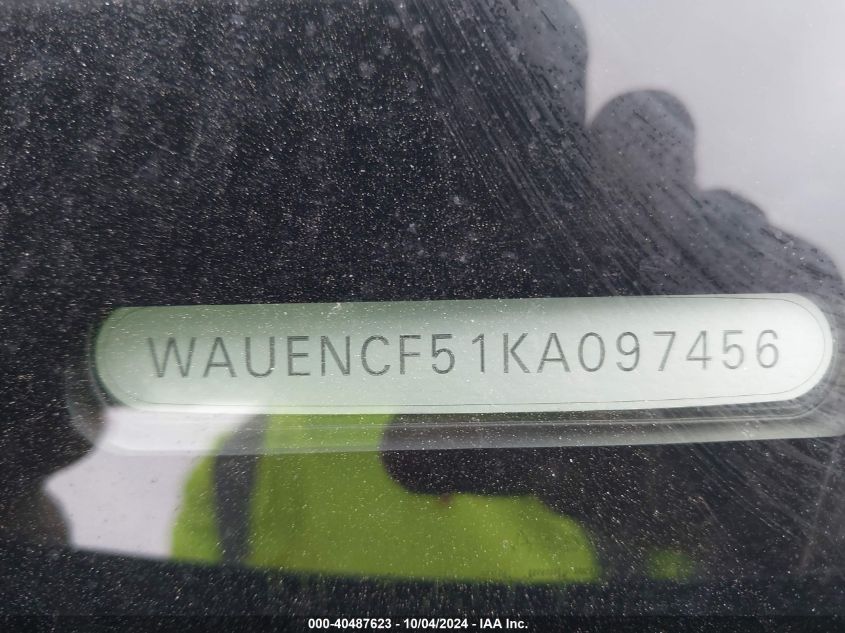 WAUENCF51KA097456
000-40487623 - 10/04/2024 - IAA Inc.